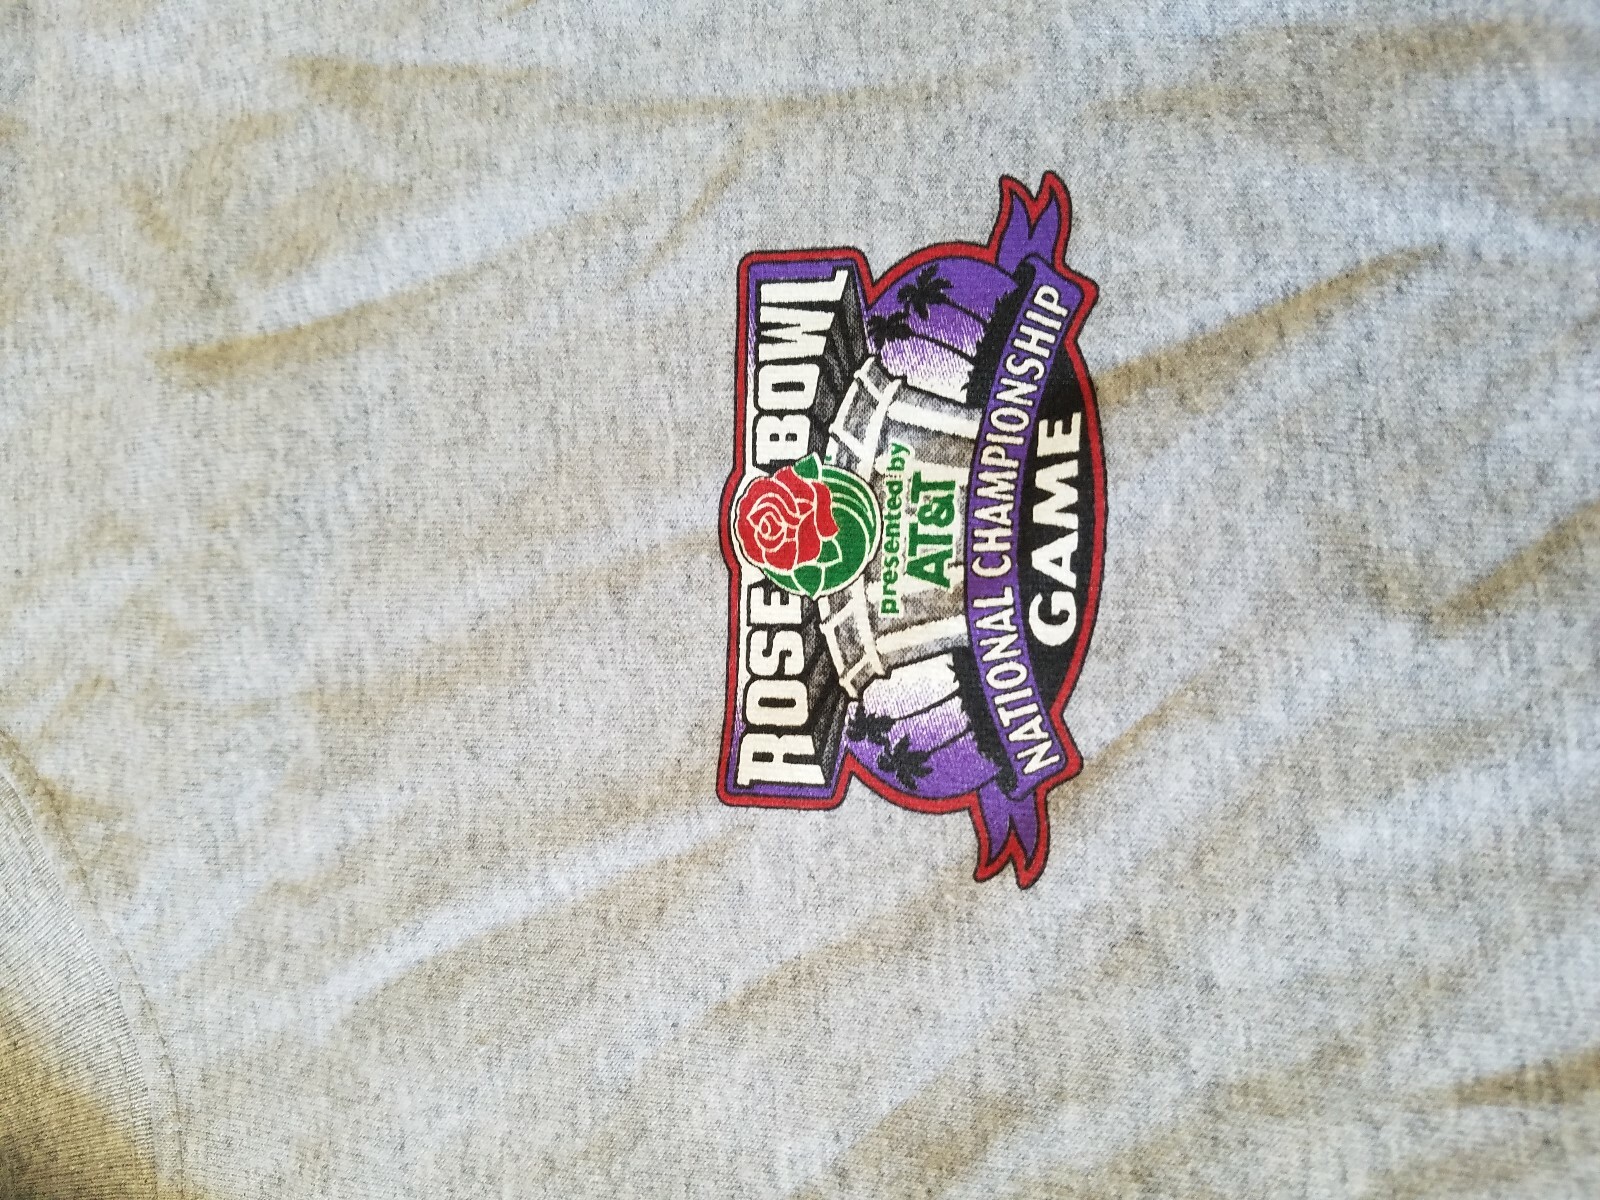 ROSE BOWL
presented by
AT&T
NATIONAL CHAMPIONSHIP
GAME